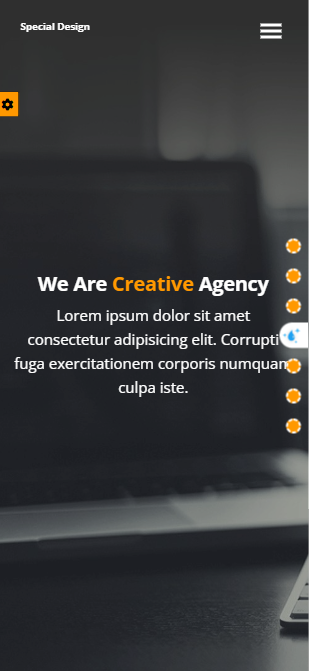 Special Design
We Are Creative Agency
Lorem ipsum dolor sit amet
consectetur adipisicing elit. Corrupti
fuga exercitationem corporis numquam
culpa iste.